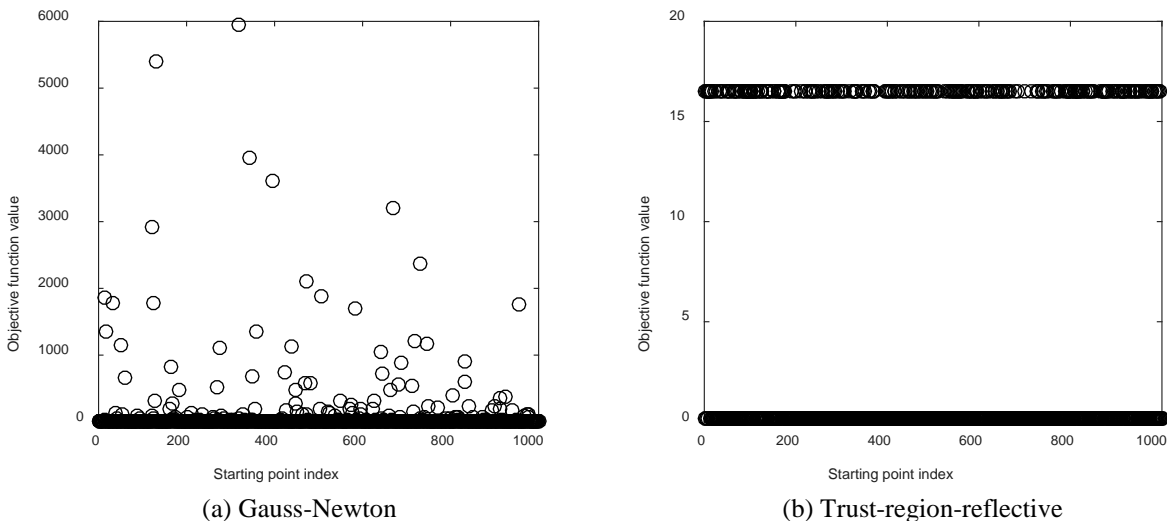 6000
5000
4000
3000
2000
1000
0
0 200 400 600 800 1000
Objective function value
Starting point index
(a) Gauss-Newton
20
15
10
5
0
0 200 400 600 800 1000
Objective function value
Starting point index
(b) Trust-region-reflective